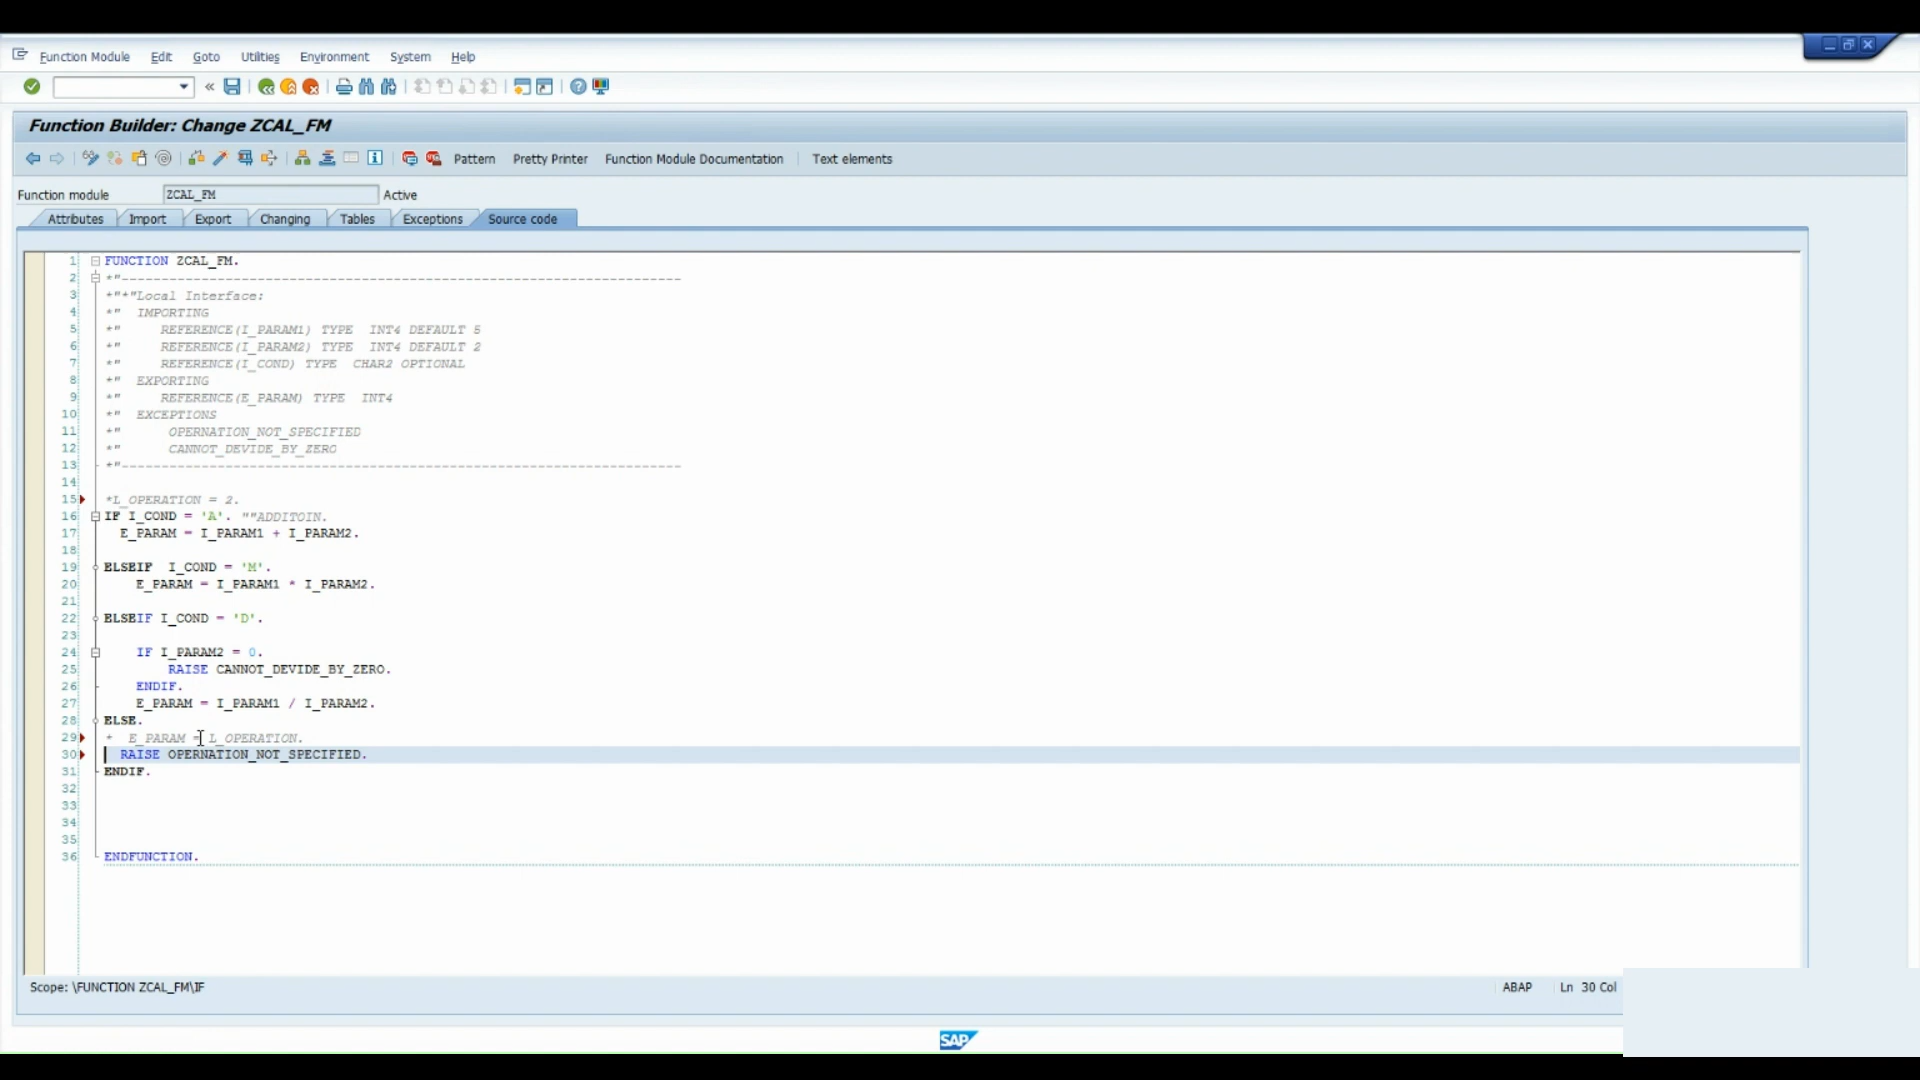 Function Module Edit Goto Utilities Environment System Help
«
Function Builder: Change ZCAL_FM
Pattern Pretty Printer Function Module Documentation Text elements
Function module ZCAL_FM Active
Attributes Import Export Changing Tables Exceptions Source code
1 FUNCTION ZCAL_FM.
2 *"----------------------------------------------------------------------
3 *"*"Local Interface:
4 *" IMPORTING
5 *" REFERENCE(I_PARAM1) TYPE INT4 DEFAULT 5
6 *" REFERENCE(I_PARAM2) TYPE INT4 DEFAULT 2
7 *" REFERENCE(I_COND) TYPE CHAR2 OPTIONAL
8 *" EXPORTING
9 *" REFERENCE(E_PARAM) TYPE INT4
10 *" EXCEPTIONS
11 *" OPERNATION_NOT_SPECIFIED
12 *" CANNOT_DEVIDE_BY_ZERO
13 *"----------------------------------------------------------------------
14
15 *L_OPERATION = 2.
16 IF I_COND = 'A'. ""ADDITOIN.
17 E_PARAM = I_PARAM1 + I_PARAM2.
18
19 ELSEIF I_COND = 'M'.
20 E_PARAM = I_PARAM1 * I_PARAM2.
21
22 ELSEIF I_COND = 'D'.
23
24 IF I_PARAM2 = 0.
25 RAISE CANNOT_DEVIDE_BY_ZERO.
26 ENDIF.
27 E_PARAM = I_PARAM1 / I_PARAM2.
28 ELSE.
29 * E_PARAM = L_OPERATION.
30 RAISE OPERNATION_NOT_SPECIFIED.
31 ENDIF.
32
33
34
35
36 ENDFUNCTION.
Scope: \FUNCTION ZCAL_FM\IF ABAP Ln 30 Col
SAP